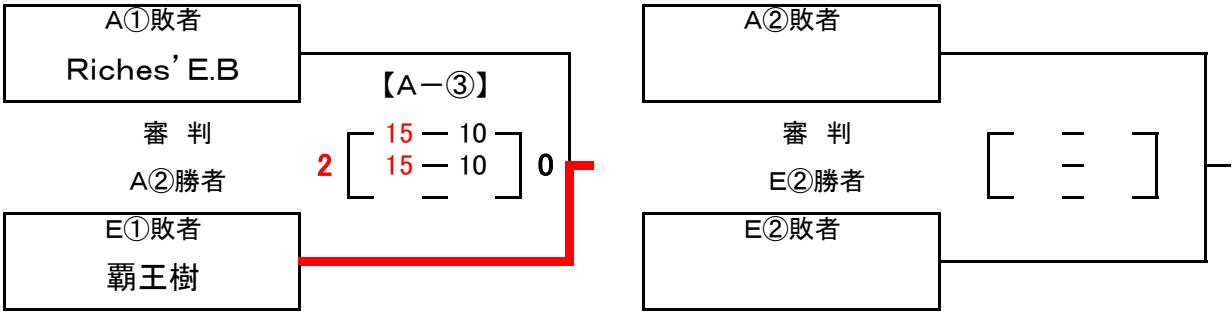 A①敗者
Riches’ E.B
【A－③】
審 判
A②勝者
2
15 － 10
15 － 10
－
0
E①敗者
覇王樹
A②敗者
審 判
E②勝者
－
－
－
E②敗者